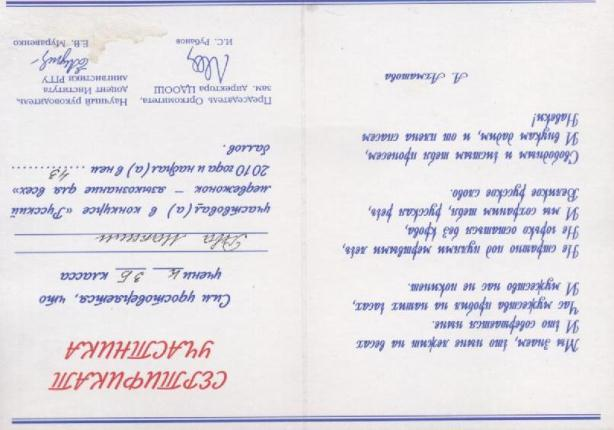 Мы знаем, что ныне лежит на весах
И что совершается ныне.
Час мужества пробил на наших часах,
И мужество нас не покинет.
Не страшно под пулями мертвыми лечь,
Не горько остаться без крова,
И мы сохраним тебя, русская речь,
Великое русское слово.
Свободным и чистым тебя пронесем,
И внукам дадим, и от плена спасем
Навеки!
А. Ахматова
СЕРТИФИКАТ
УЧАСТНИКА
Сим удостоверяется, что
учени к 3 Б класса
Максим
участвовал(а) в конкурсе «Русский
медвежонок – языкознание для всех»
2010 года и набрал(а) в нем 43
баллов.
Председатель Оргкомитета,
зам. директора ЦДООШ
И.С. Рубанов
Научный руководитель,
доцент Института
лингвистики РГГУ
Е.В. Муравенко